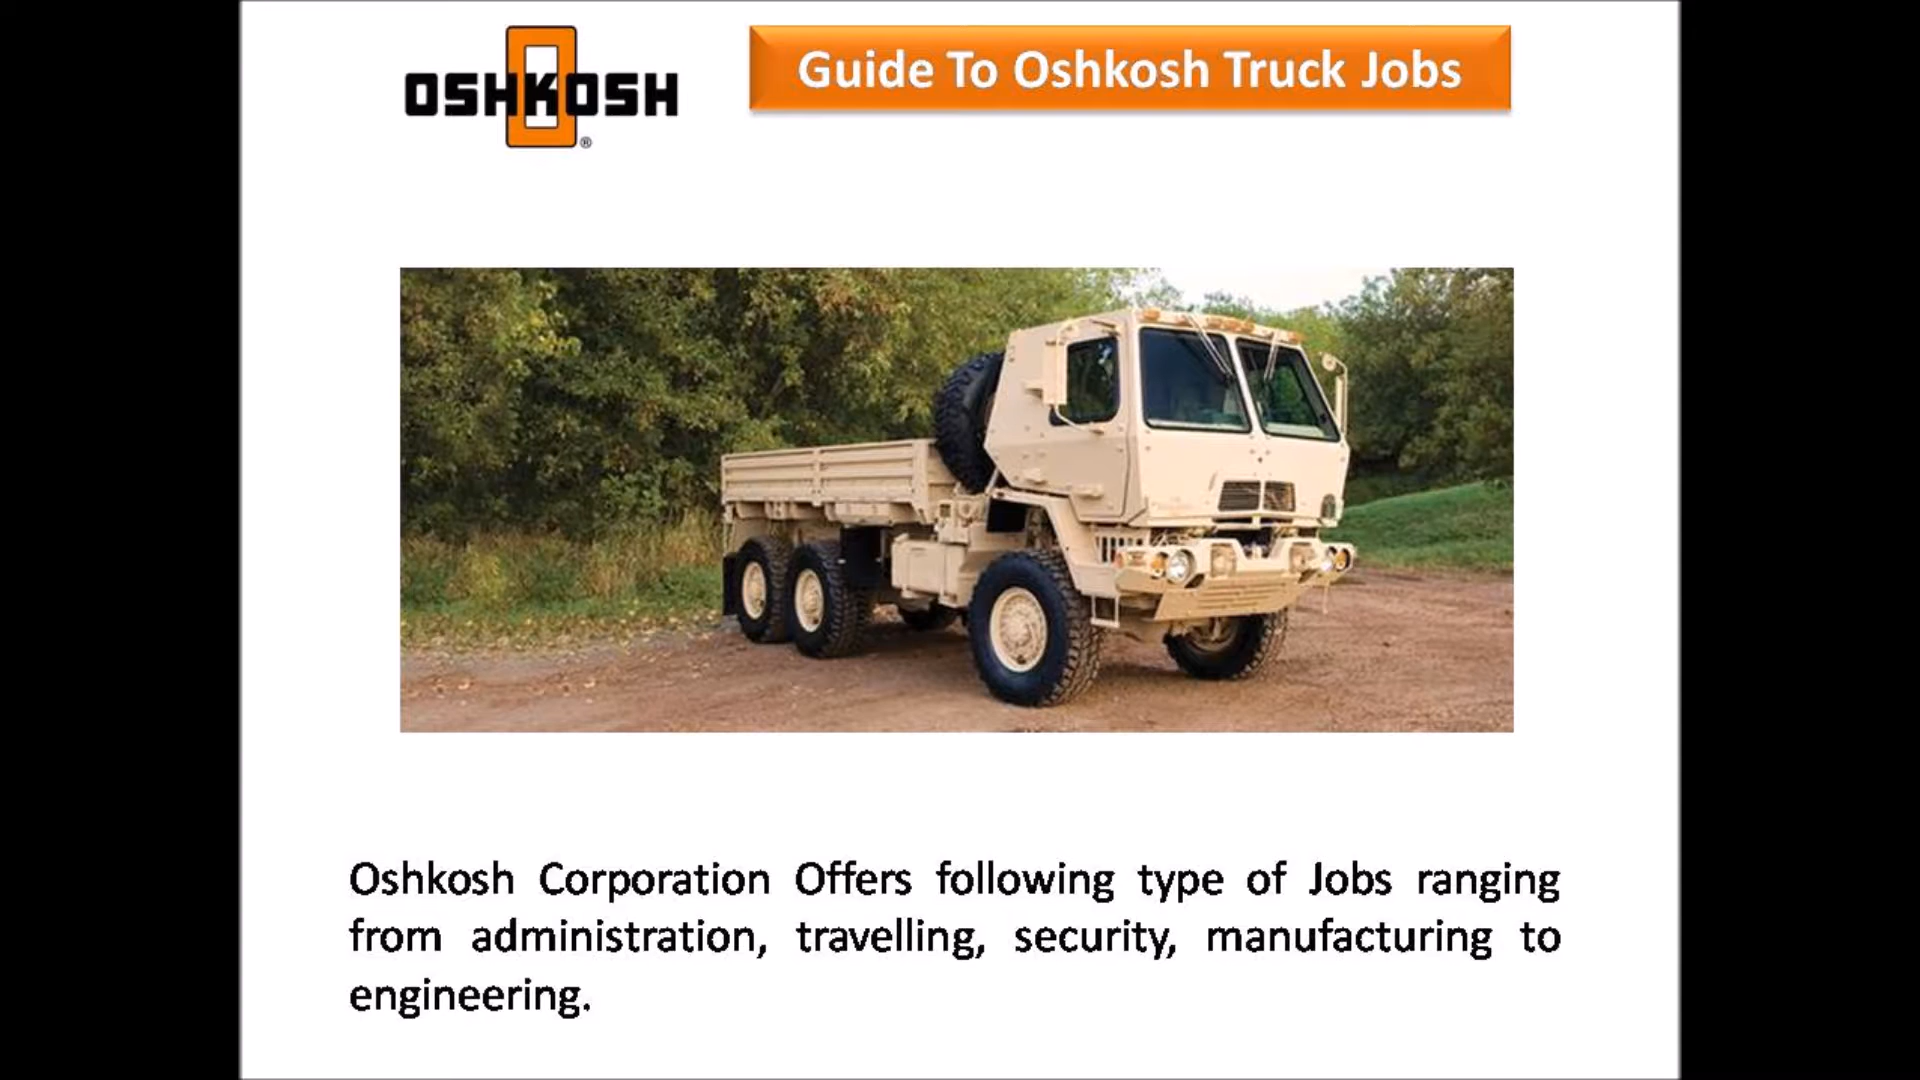 OSHKOSH
®
Guide To Oshkosh Truck Jobs
Oshkosh Corporation Offers following type of Jobs ranging
from administration, travelling, security, manufacturing to
engineering.